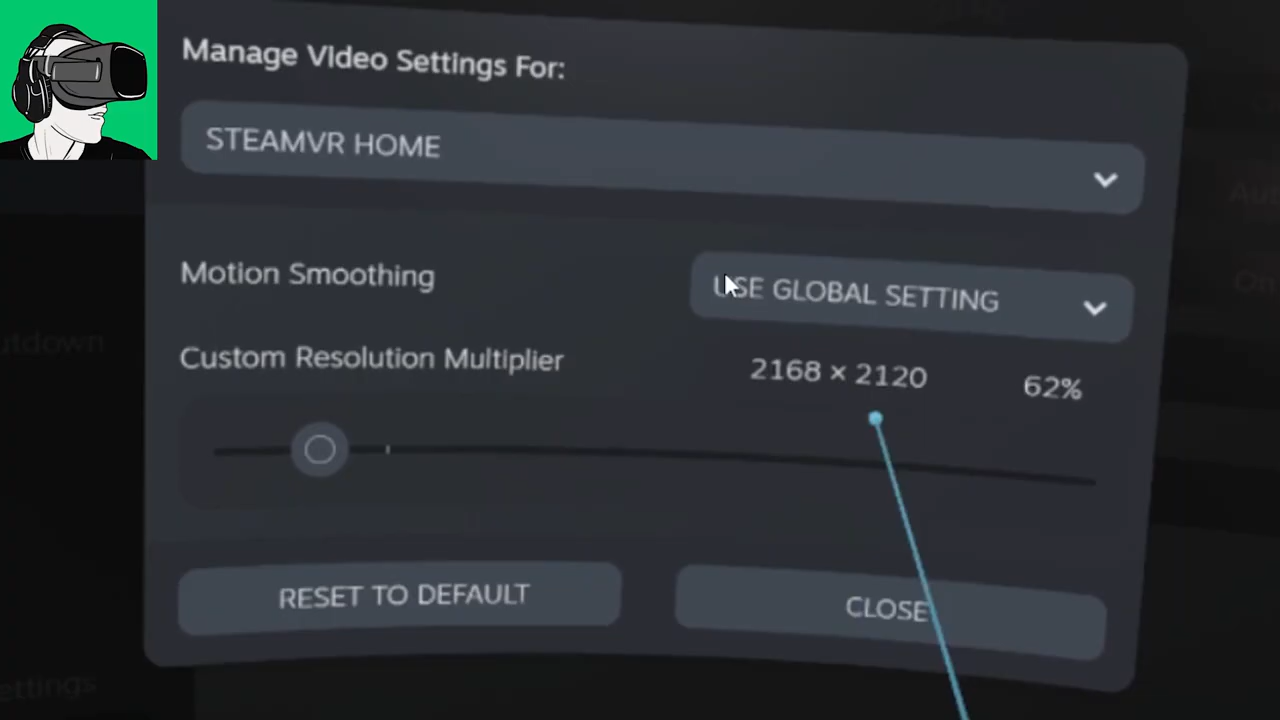 Manage Video Settings For:
STEAMVR HOME
Motion Smoothing
USE GLOBAL SETTING
Custom Resolution Multiplier
2168 × 2120
62%
RESET TO DEFAULT
CLOSE